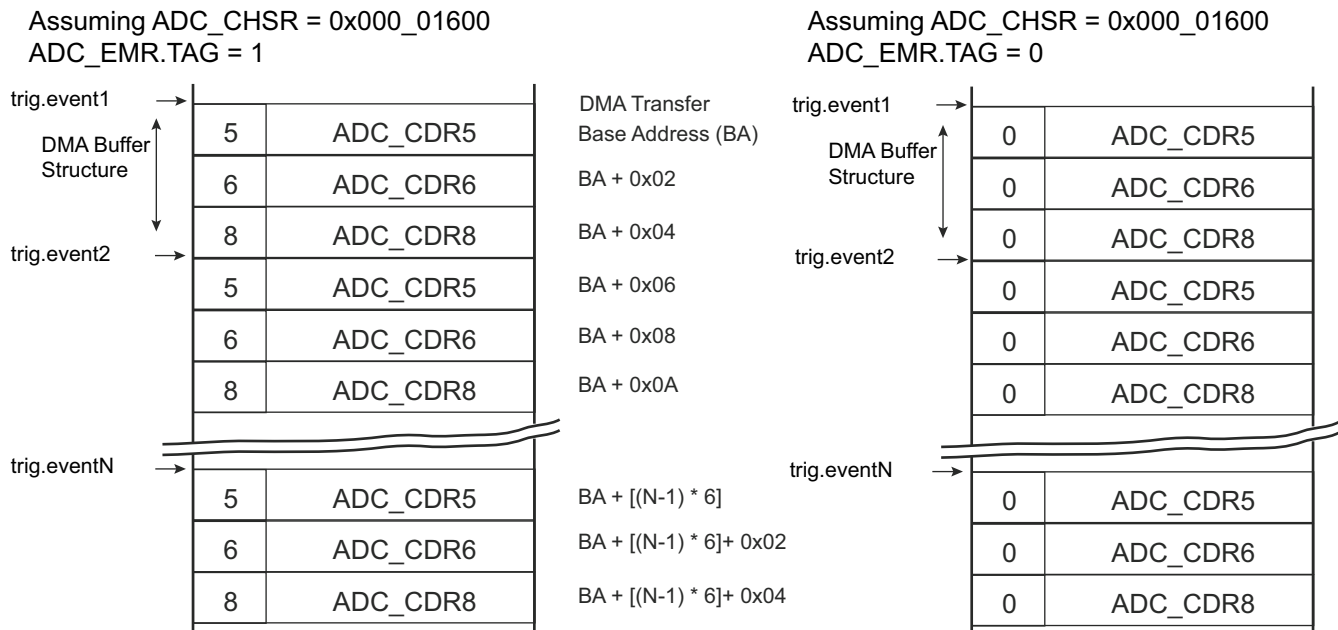 Assuming ADC_CHSR = 0x000_01600
ADC_EMR.TAG = 1
trig.event1
DMA Buffer
Structure
5 ADC_CDR5
6 ADC_CDR6
8 ADC_CDR8
trig.event2
5 ADC_CDR5
6 ADC_CDR6
8 ADC_CDR8
trig.eventN
5 ADC_CDR5
6 ADC_CDR6
8 ADC_CDR8
DMA Transfer
Base Address (BA)
BA + 0x02
BA + 0x04
BA + 0x06
BA + 0x08
BA + 0x0A
BA + [(N-1) * 6]
BA + [(N-1) * 6]+ 0x02
BA + [(N-1) * 6]+ 0x04
Assuming ADC_CHSR = 0x000_01600
ADC_EMR.TAG = 0
trig.event1
DMA Buffer
Structure
0 ADC_CDR5
0 ADC_CDR6
0 ADC_CDR8
trig.event2
0 ADC_CDR5
0 ADC_CDR6
0 ADC_CDR8
trig.eventN
0 ADC_CDR5
0 ADC_CDR6
0 ADC_CDR8